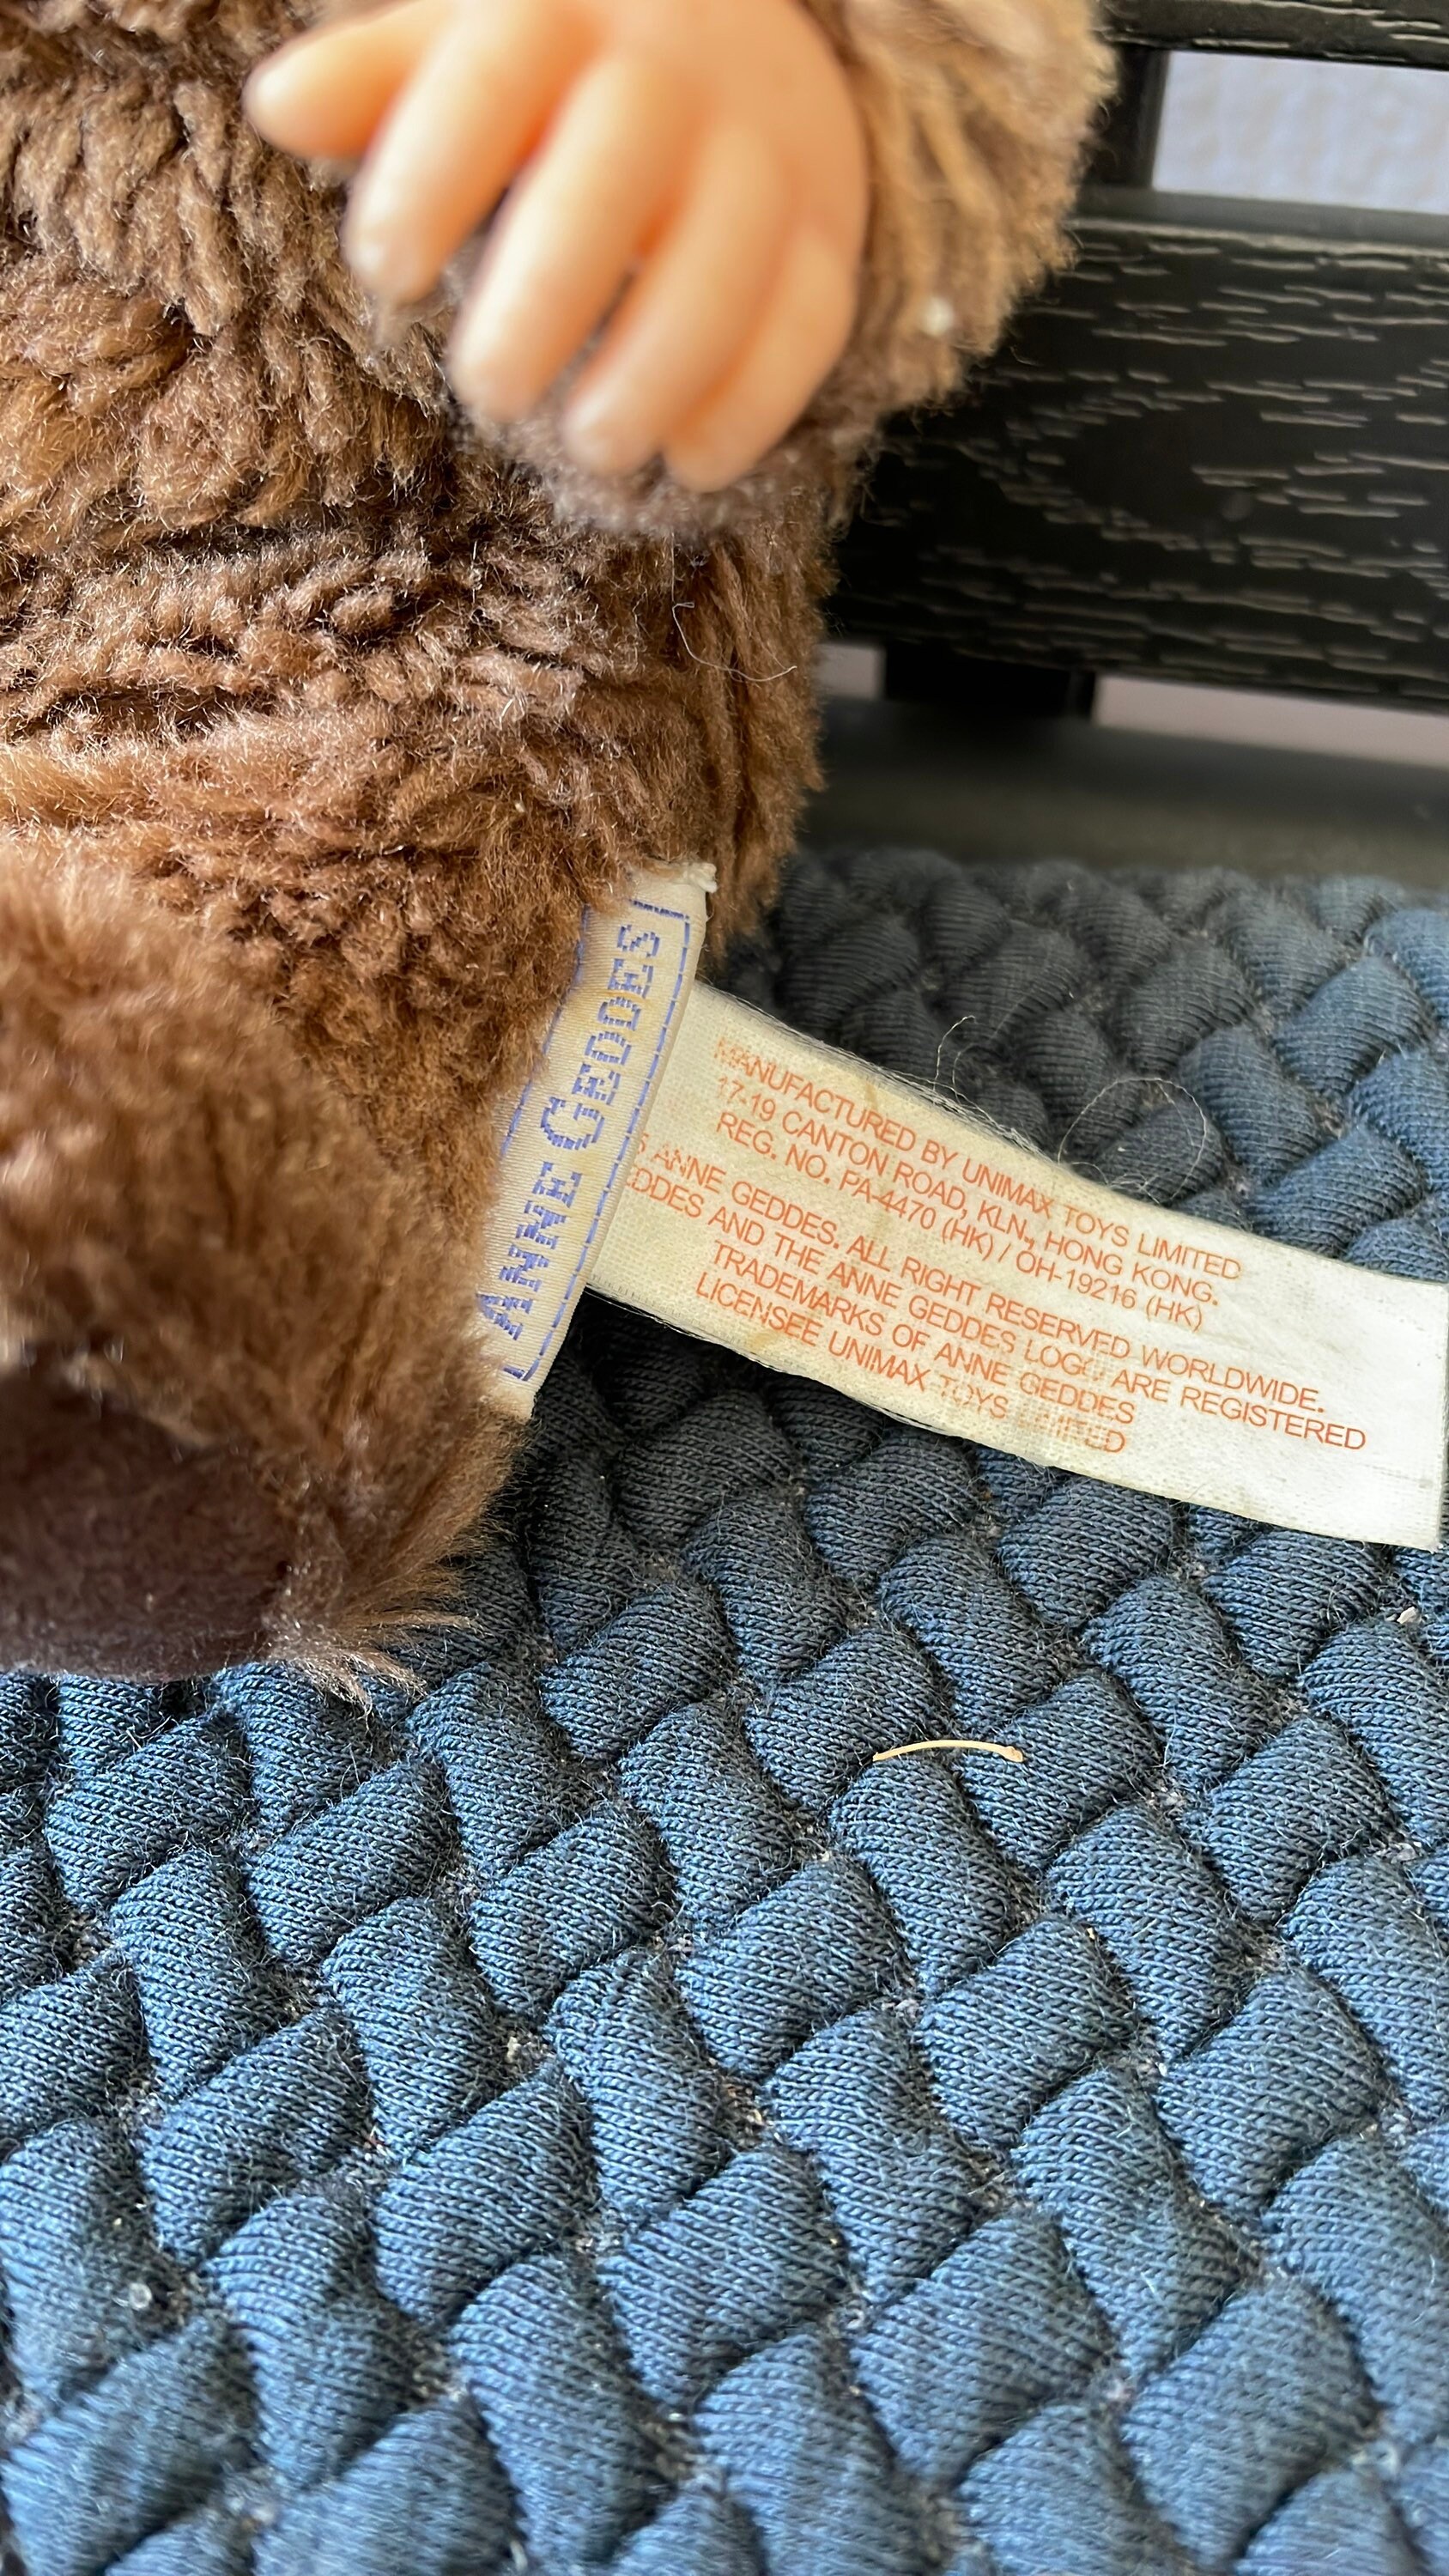 ANNE GEDDES
MANUFACTURED BY UNIMAX TOYS LIMITED
17-19 CANTON ROAD, KLN., HONG KONG.
REG. NO. PA-4470 (HK) / OH-19216 (HK)
ANNE GEDDES. ALL RIGHT RESERVED WORLDWIDE.
EDDES AND THE ANNE GEDDES LOGO ARE REGISTERED
TRADEMARKS OF ANNE GEDDES
LICENSEE UNIMAX TOYS LIMITED